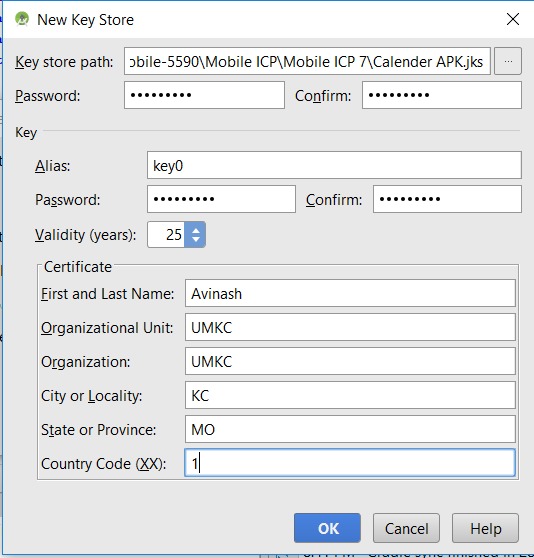 New Key Store
Key store path: obile-5590\Mobile ICP\Mobile ICP 7\Calender APK.jks ...
Password: ••••••••• Confirm: •••••••••
Key
Alias: key0
Password: ••••••••• Confirm: •••••••••
Validity (years): 25
Certificate
First and Last Name: Avinash
Organizational Unit: UMKC
Organization: UMKC
City or Locality: KC
State or Province: MO
Country Code (XX): 1
OK Cancel Help